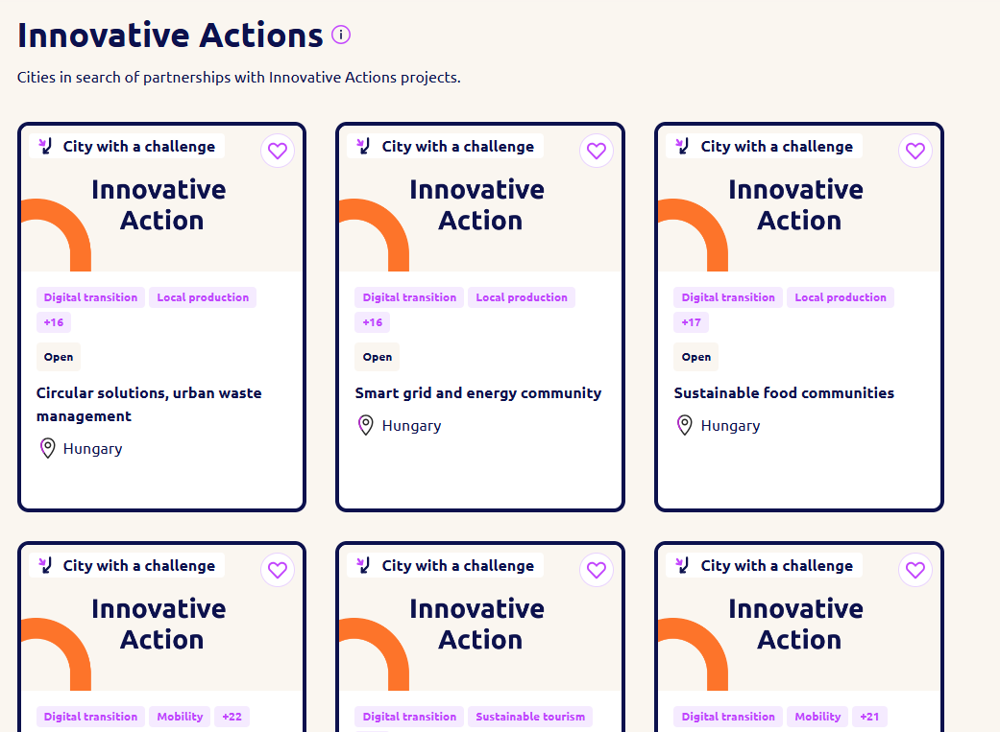 Innovative Actions
Cities in search of partnerships with Innovative Actions projects.
City with a challenge
Innovative
Action
Digital transition Local production
+16
Open
Circular solutions, urban waste
management
Hungary
City with a challenge
Innovative
Action
Digital transition Local production
+16
Open
Smart grid and energy community
Hungary
City with a challenge
Innovative
Action
Digital transition Local production
+17
Open
Sustainable food communities
Hungary
City with a challenge
Innovative
Action
Digital transition Mobility +22
City with a challenge
Innovative
Action
Digital transition Sustainable tourism
City with a challenge
Innovative
Action
Digital transition Mobility +21